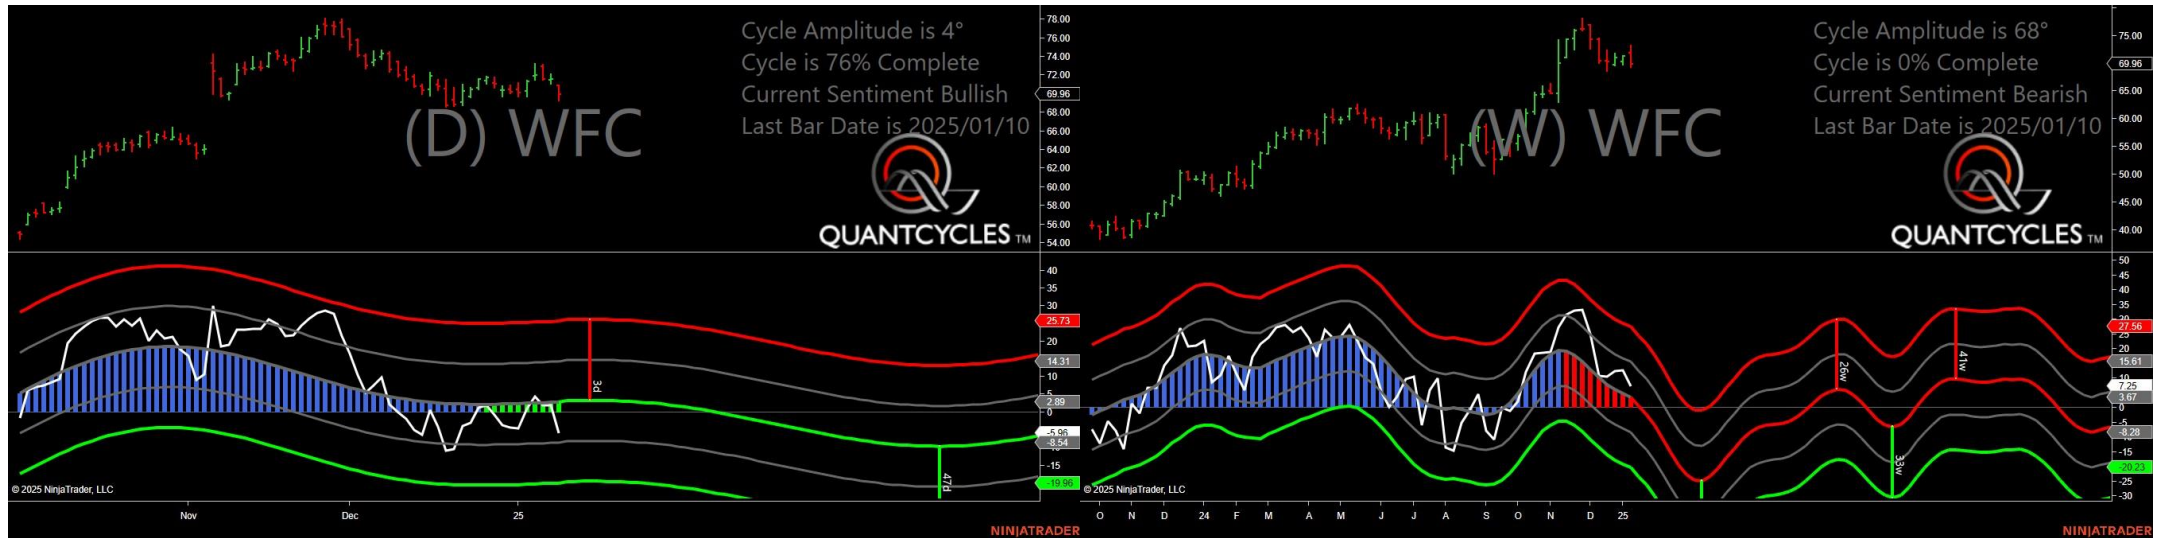 Cycle Amplitude is 4°
Cycle is 76% Complete
Current Sentiment Bullish
Last Bar Date is 2025/01/10
(D) WFC
QUANTCYCLES TM
78.00
76.00
74.00
72.00
69.96
68.00
66.00
64.00
62.00
60.00
58.00
56.00
54.00
40
35
30
25.73
20
14.31
10
5
2.89
0
-5.96
-8.54
-15
-19.96
3d
47d
© 2025 NinjaTrader, LLC
Nov Dec 25
NINJATRADER
Cycle Amplitude is 68°
Cycle is 0% Complete
Current Sentiment Bearish
Last Bar Date is 2025/01/10
(W) WFC
QUANTCYCLES TM
75.00
69.96
65.00
60.00
55.00
50.00
45.00
40.00
50
45
40
35
27.56
20
15.61
10
7.25
3.67
0
-8.28
-15
-20.23
-25
-30
26w
41w
33w
© 2025 NinjaTrader, LLC
O N D 24 F M A M J J A S O N D 25
NINJATRADER